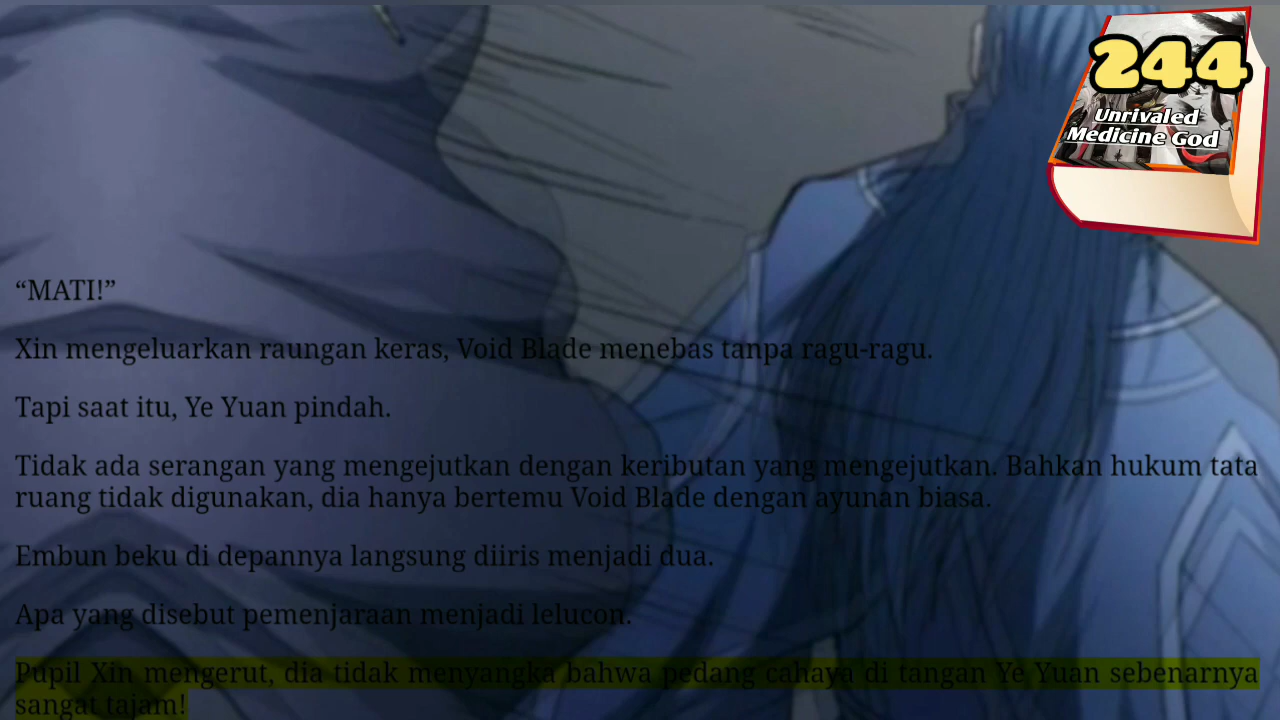 244
Unrivaled
Medicine God
“MATI!”
Xin mengeluarkan raungan keras, Void Blade menebas tanpa ragu-ragu.
Tapi saat itu, Ye Yuan pindah.
Tidak ada serangan yang mengejutkan dengan keributan yang mengejutkan. Bahkan hukum tata
ruang tidak digunakan, dia hanya bertemu Void Blade dengan ayunan biasa.
Embun beku di depannya langsung diiris menjadi dua.
Apa yang disebut pemenjaraan menjadi lelucon.
Pupil Xin mengerut, dia tidak menyangka bahwa pedang cahaya di tangan Ye Yuan sebenarnya
sangat tajam!